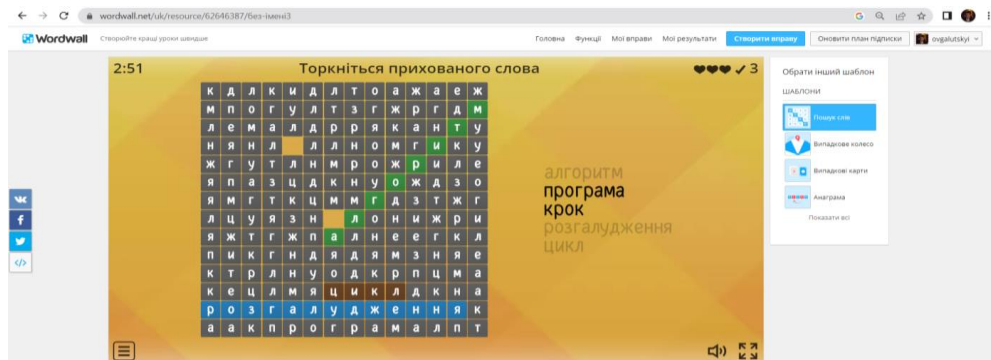 wordwall.net/uk/resource/62646387/без-імені3
Wordwall Створюйте кращі уроки швидше Головна Функції Мої вправи Мої результати Створити вправу Оновити план підписки ovgalutskyi
2:51 Торкніться прихованого слова 3
к д л к и д л т о а ж а е ж
м п о г у л т з г ж р г д м
л е м а л д р р я к а н т у
н я н л л л н о м г и к у
ж г у т л н м р о ж р и л е
я п а з ц д к н у о ж д з о
я м г т к ц м м г д з т ж г
л ц у я з н л о н и ж р и
я ж т г ж п а л н е е г к л
п и к г н д я д я м з н я е
к т р л н у о д к р п ц м а
к е ц л м я ц и к л д к н а
р о з г а л у д ж е н н я к
а а к п р о г р а м а л п т
алгоритм
програма
крок
розгалудження
цикл
Обрати інший шаблон
ШАБЛОНИ
Пошук слів
Випадкове колесо
Випадкові карти
Анаграма
Показати всі